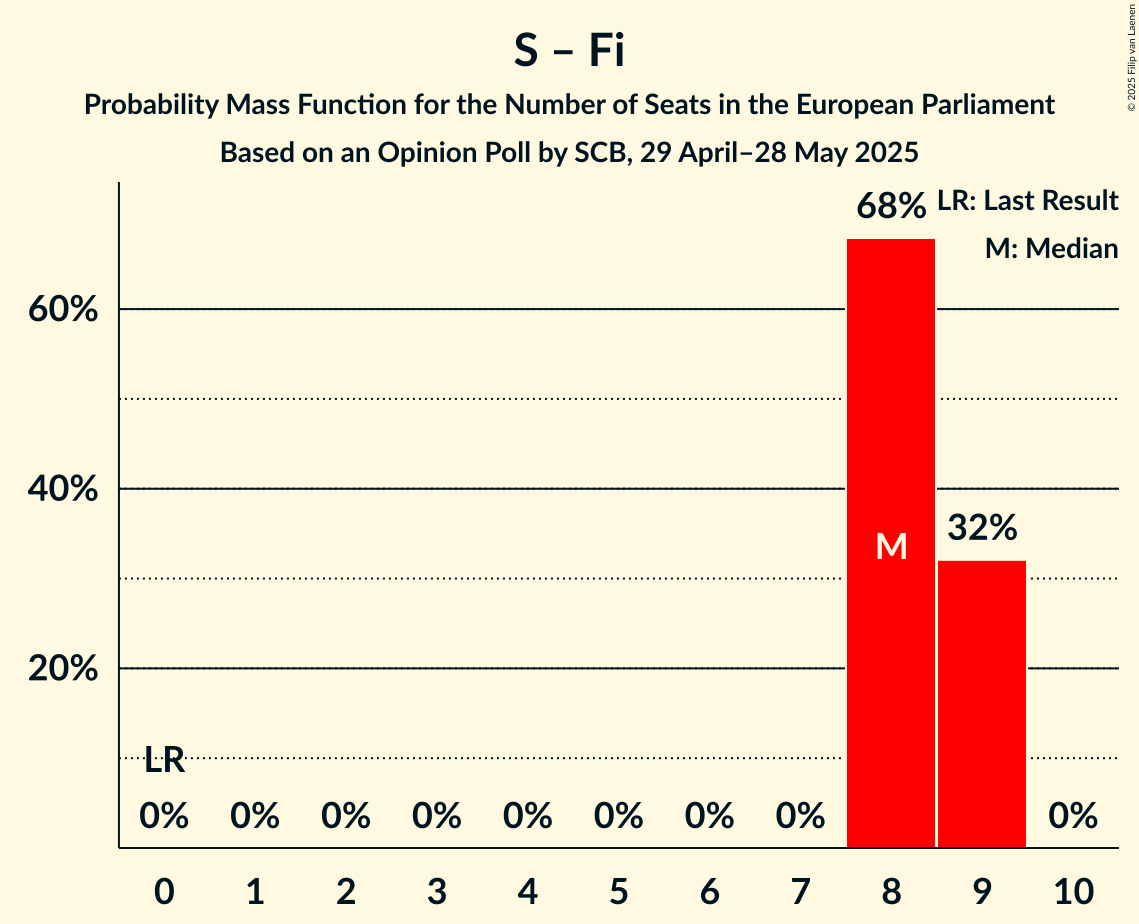 S – Fi
Probability Mass Function for the Number of Seats in the European Parliament
Based on an Opinion Poll by SCB, 29 April–28 May 2025
© 2025 Filip van Laenen
LR: Last Result
M: Median
68%
60%
40%
32%
M
20%
LR
0% 0% 0% 0% 0% 0% 0% 0% 0%
0 1 2 3 4 5 6 7 8 9 10